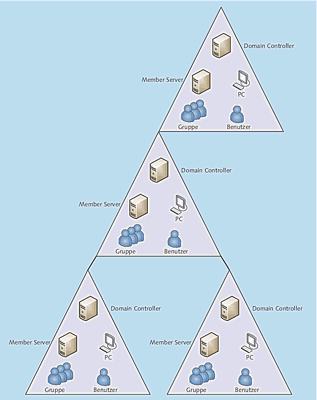 Domain Controller
Member Server
PC
Gruppe
Benutzer
Domain Controller
Member Server
PC
Gruppe
Benutzer
Domain Controller
Member Server
PC
Gruppe
Benutzer
Domain Controller
Member Server
PC
Gruppe
Benutzer